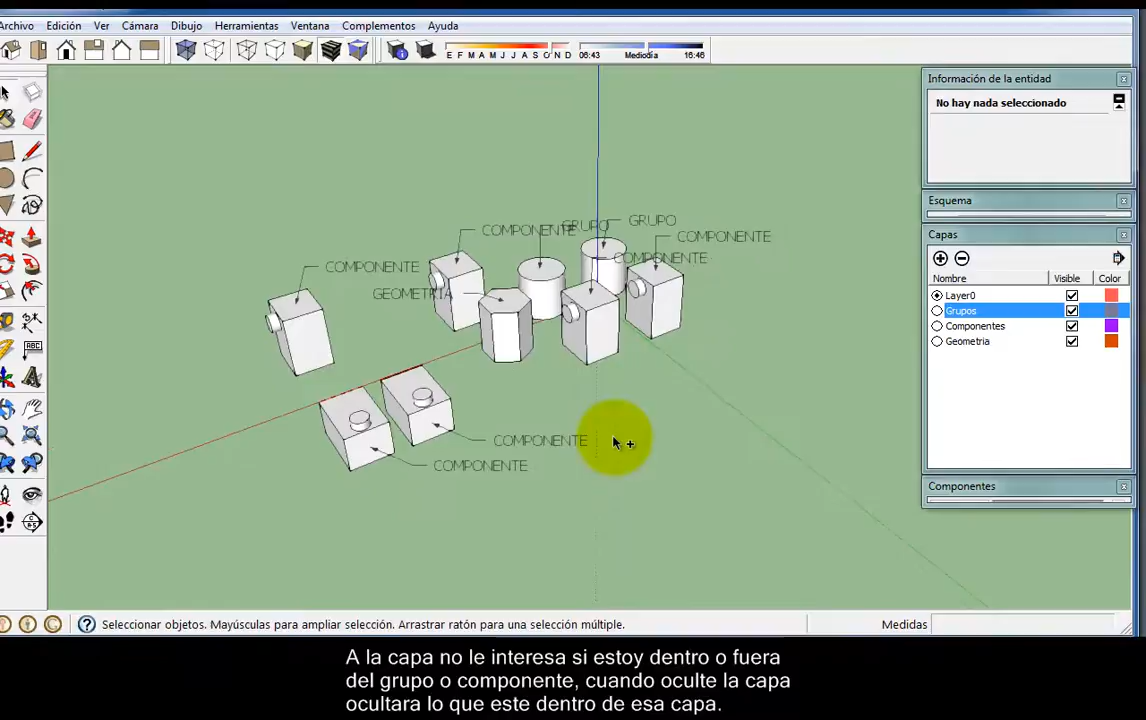 Archivo Edición Ver Cámara Dibujo Herramientas Ventana Complementos Ayuda
E F M A M J J A S O N D 06:43 Mediodía 16:46
Información de la entidad
No hay nada seleccionado
Esquema
Capas
Nombre Visible Color
Layer0
Grupos
Componentes
Geometria
Componentes
GRUPO
GRUPO
COMPONENTE
COMPONENTE
COMPONENTE
COMPONENTE
GEOMETRIA
COMPONENTE
COMPONENTE
ABC
Seleccionar objetos. Mayúsculas para ampliar selección. Arrastrar ratón para una selección múltiple.
Medidas
A la capa no le interesa si estoy dentro o fuera
del grupo o componente, cuando oculte la capa
ocultara lo que este dentro de esa capa.